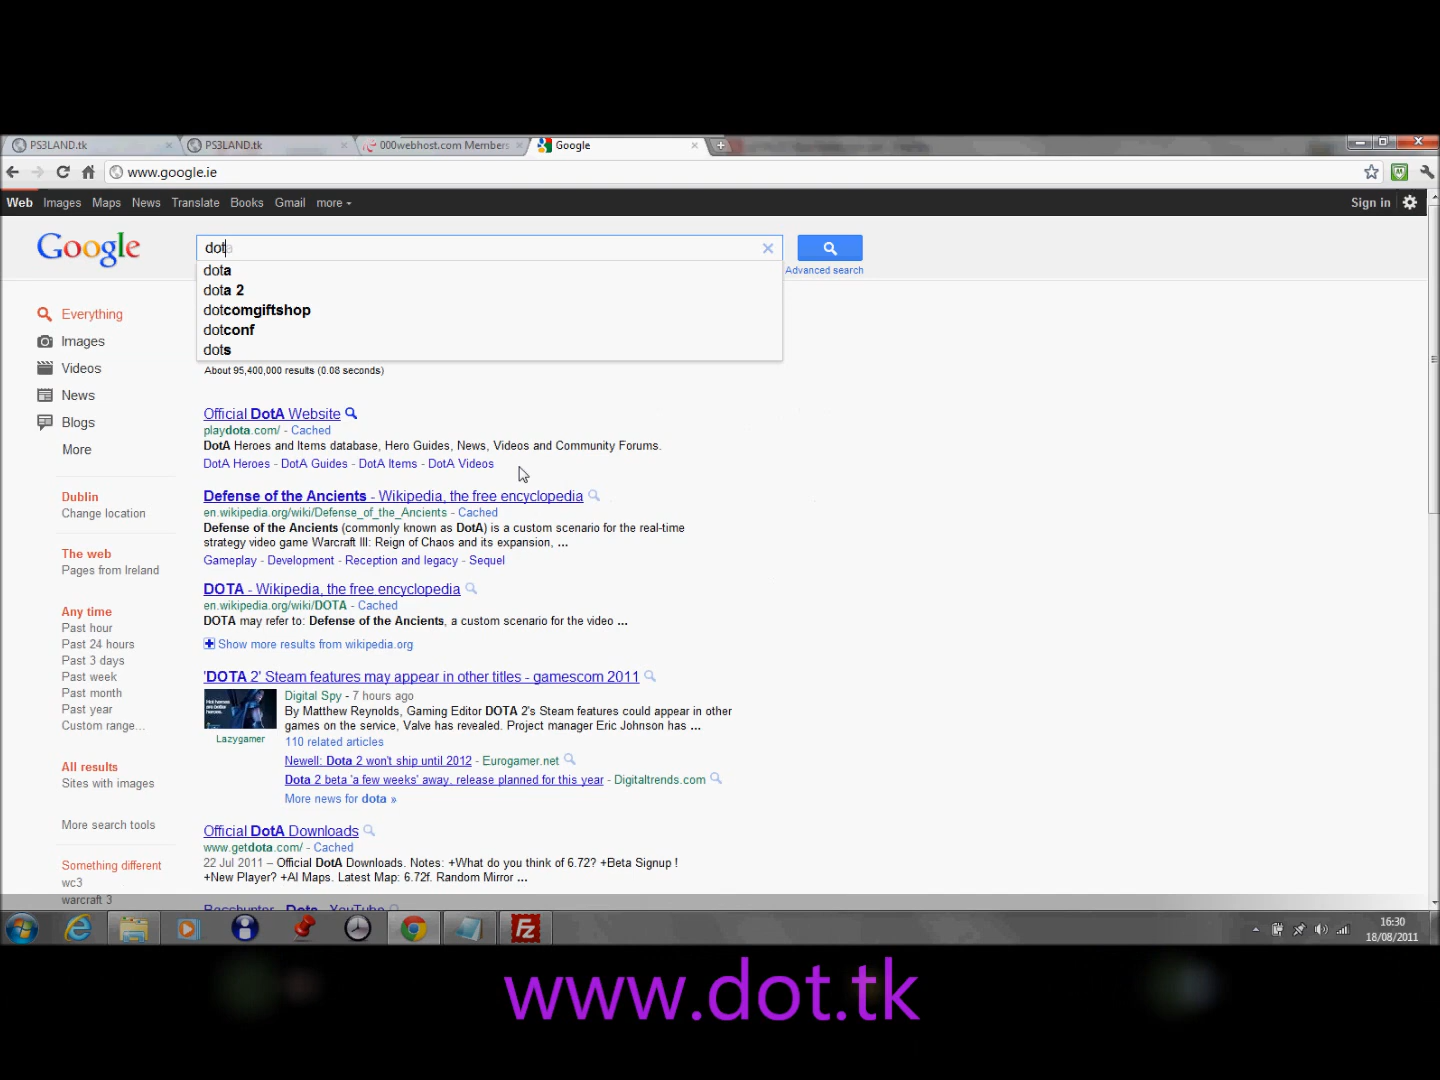 PS3LAND.tk
PS3LAND.tk
000webhost.com Members
Google
www.google.ie
Web Images Maps News Translate Books Gmail more
Sign in
Google
dota
Advanced search
dota
dota 2
dotcomgiftshop
dotconf
dots
About 95,400,000 results (0.08 seconds)
Everything
Images
Videos
News
Blogs
More
Dublin
Change location
The web
Pages from Ireland
Any time
Past hour
Past 24 hours
Past 3 days
Past week
Past month
Past year
Custom range...
All results
Sites with images
More search tools
Something different
wc3
warcraft 3
Official DotA Website
playdota.com/ - Cached
DotA Heroes and Items database, Hero Guides, News, Videos and Community Forums.
DotA Heroes - DotA Guides - DotA Items - DotA Videos
Defense of the Ancients - Wikipedia, the free encyclopedia
en.wikipedia.org/wiki/Defense_of_the_Ancients - Cached
Defense of the Ancients (commonly known as DotA) is a custom scenario for the real-time
strategy video game Warcraft III: Reign of Chaos and its expansion, ...
Gameplay - Development - Reception and legacy - Sequel
DOTA - Wikipedia, the free encyclopedia
en.wikipedia.org/wiki/DOTA - Cached
DOTA may refer to: Defense of the Ancients, a custom scenario for the video ...
Show more results from wikipedia.org
'DOTA 2' Steam features may appear in other titles - gamescom 2011
Digital Spy - 7 hours ago
By Matthew Reynolds, Gaming Editor DOTA 2's Steam features could appear in other
games on the service, Valve has revealed. Project manager Eric Johnson has ...
Lazygamer
110 related articles
Newell: Dota 2 won't ship until 2012 - Eurogamer.net
Dota 2 beta 'a few weeks' away, release planned for this year - Digitaltrends.com
More news for dota »
Official DotA Downloads
www.getdota.com/ - Cached
22 Jul 2011 – Official DotA Downloads. Notes: +What do you think of 6.72? +Beta Signup !
+New Player? +AI Maps. Latest Map: 6.72f. Random Mirror ...
Dota - YouTube
16:30
18/08/2011
www.dot.tk